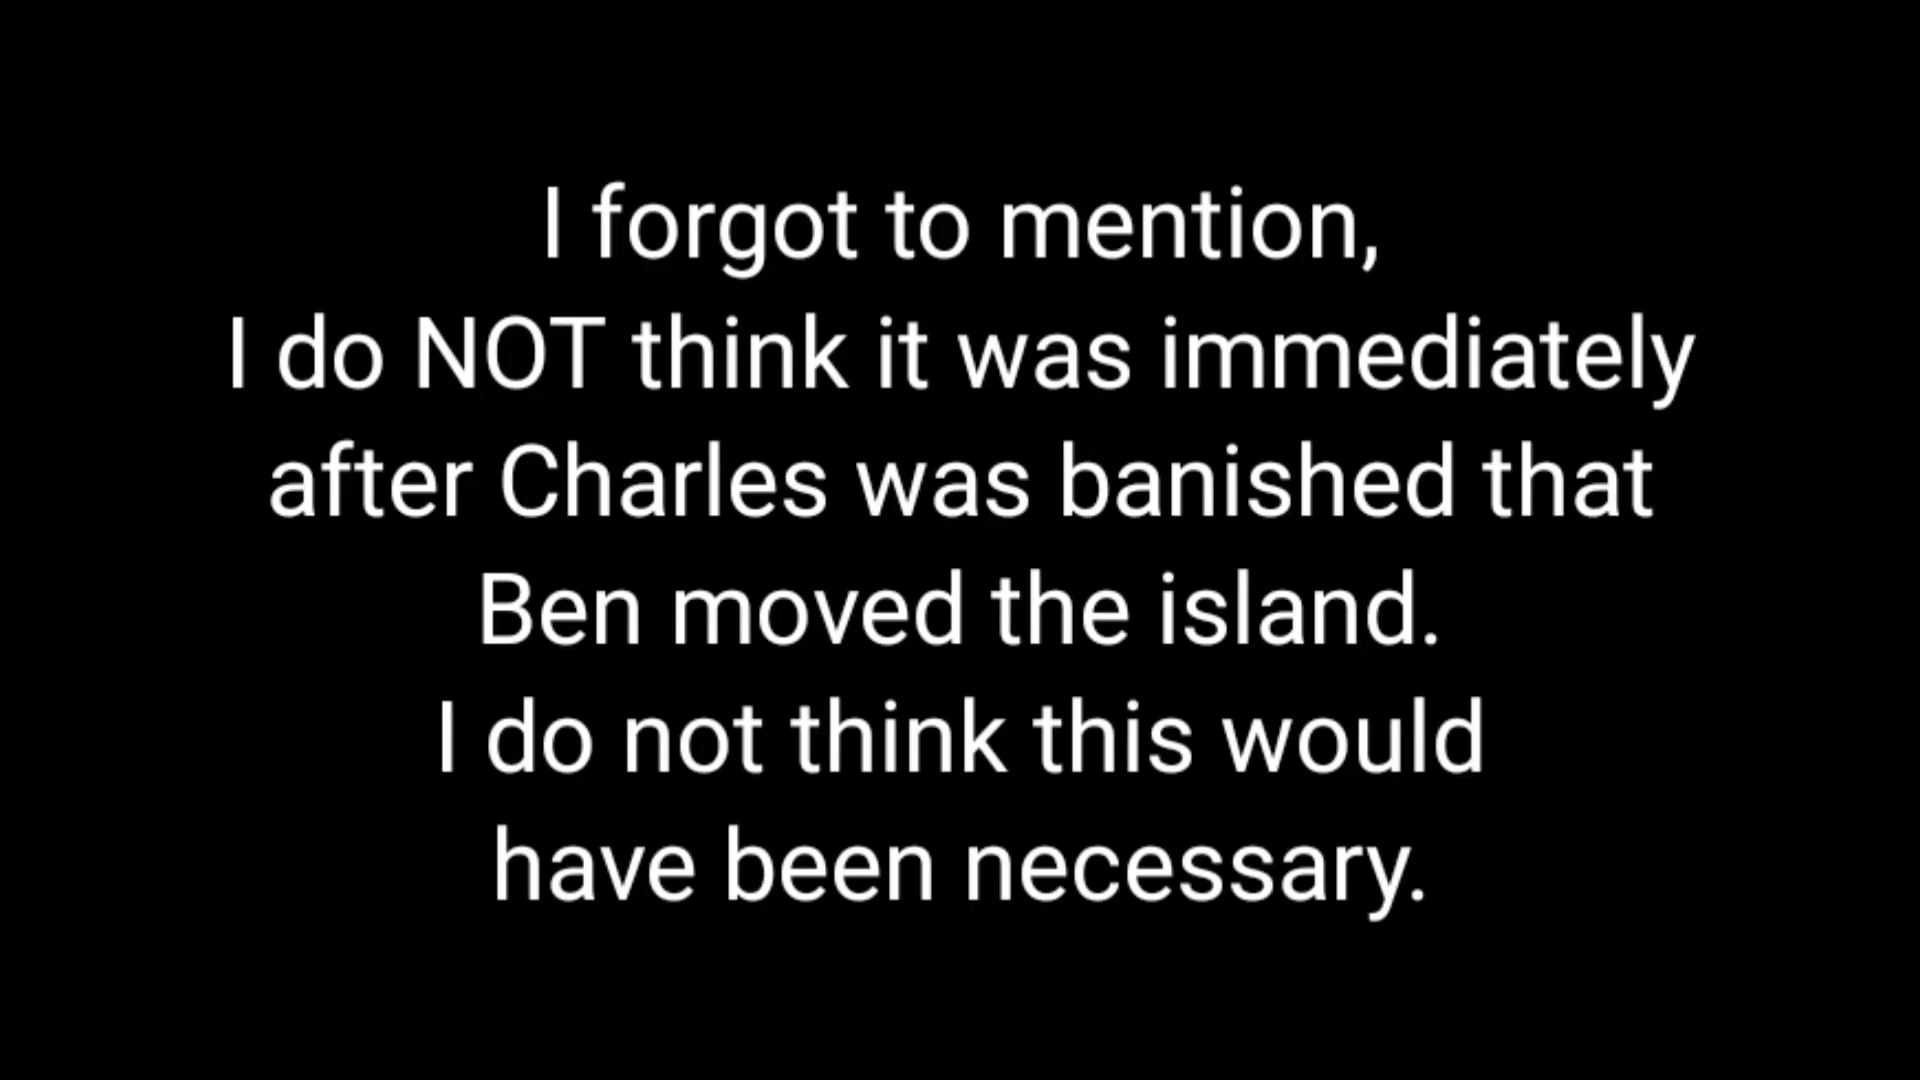 I forgot to mention,
I do NOT think it was immediately
after Charles was banished that
Ben moved the island.
I do not think this would
have been necessary.